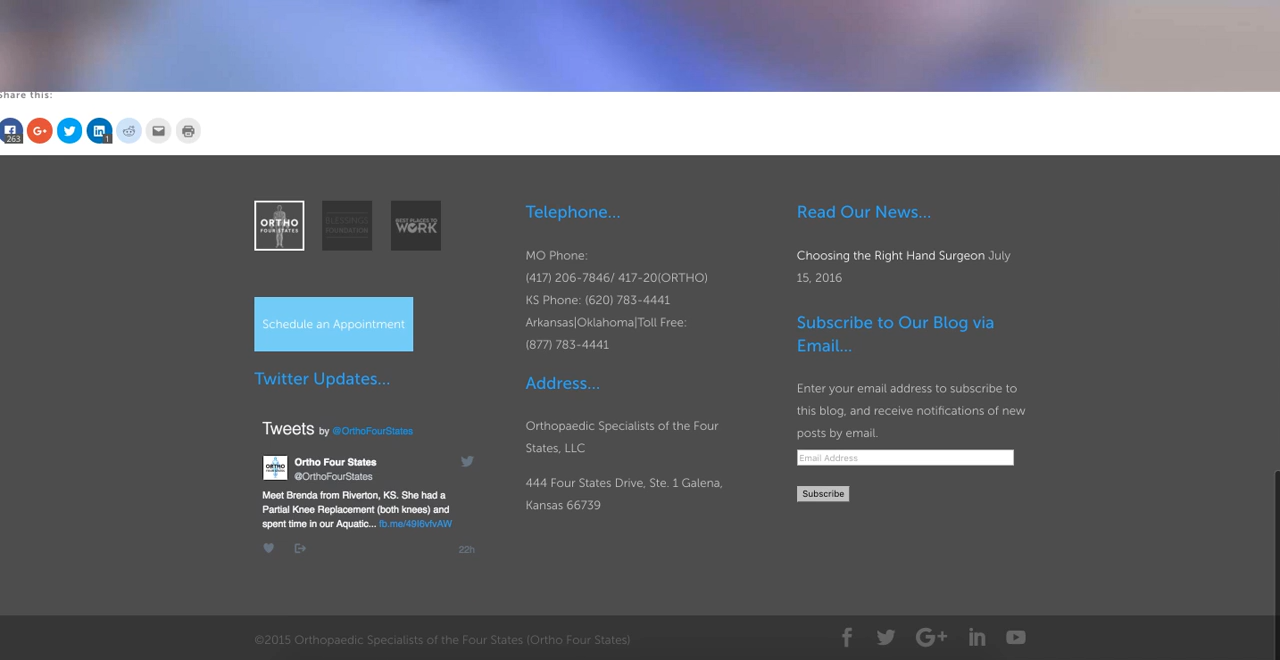 Share this:
263
G+
in
1
ORTHO
FOUR STATES
BLESSINGS
FOUNDATION
BEST PLACES TO
WORK
Schedule an Appointment
Twitter Updates...
Tweets by @OrthoFourStates
ORTHO
Ortho Four States
@OrthoFourStates
Meet Brenda from Riverton, KS. She had a
Partial Knee Replacement (both knees) and
spent time in our Aquatic... fb.me/49I6vfvAW
22h
Telephone...
MO Phone:
(417) 206-7846/ 417-20(ORTHO)
KS Phone: (620) 783-4441
Arkansas|Oklahoma|Toll Free:
(877) 783-4441
Address...
Orthopaedic Specialists of the Four
States, LLC
444 Four States Drive, Ste. 1 Galena,
Kansas 66739
Read Our News...
Choosing the Right Hand Surgeon July
15, 2016
Subscribe to Our Blog via
Email...
Enter your email address to subscribe to
this blog, and receive notifications of new
posts by email.
Email Address
Subscribe
©2015 Orthopaedic Specialists of the Four States (Ortho Four States)
f
G+
in